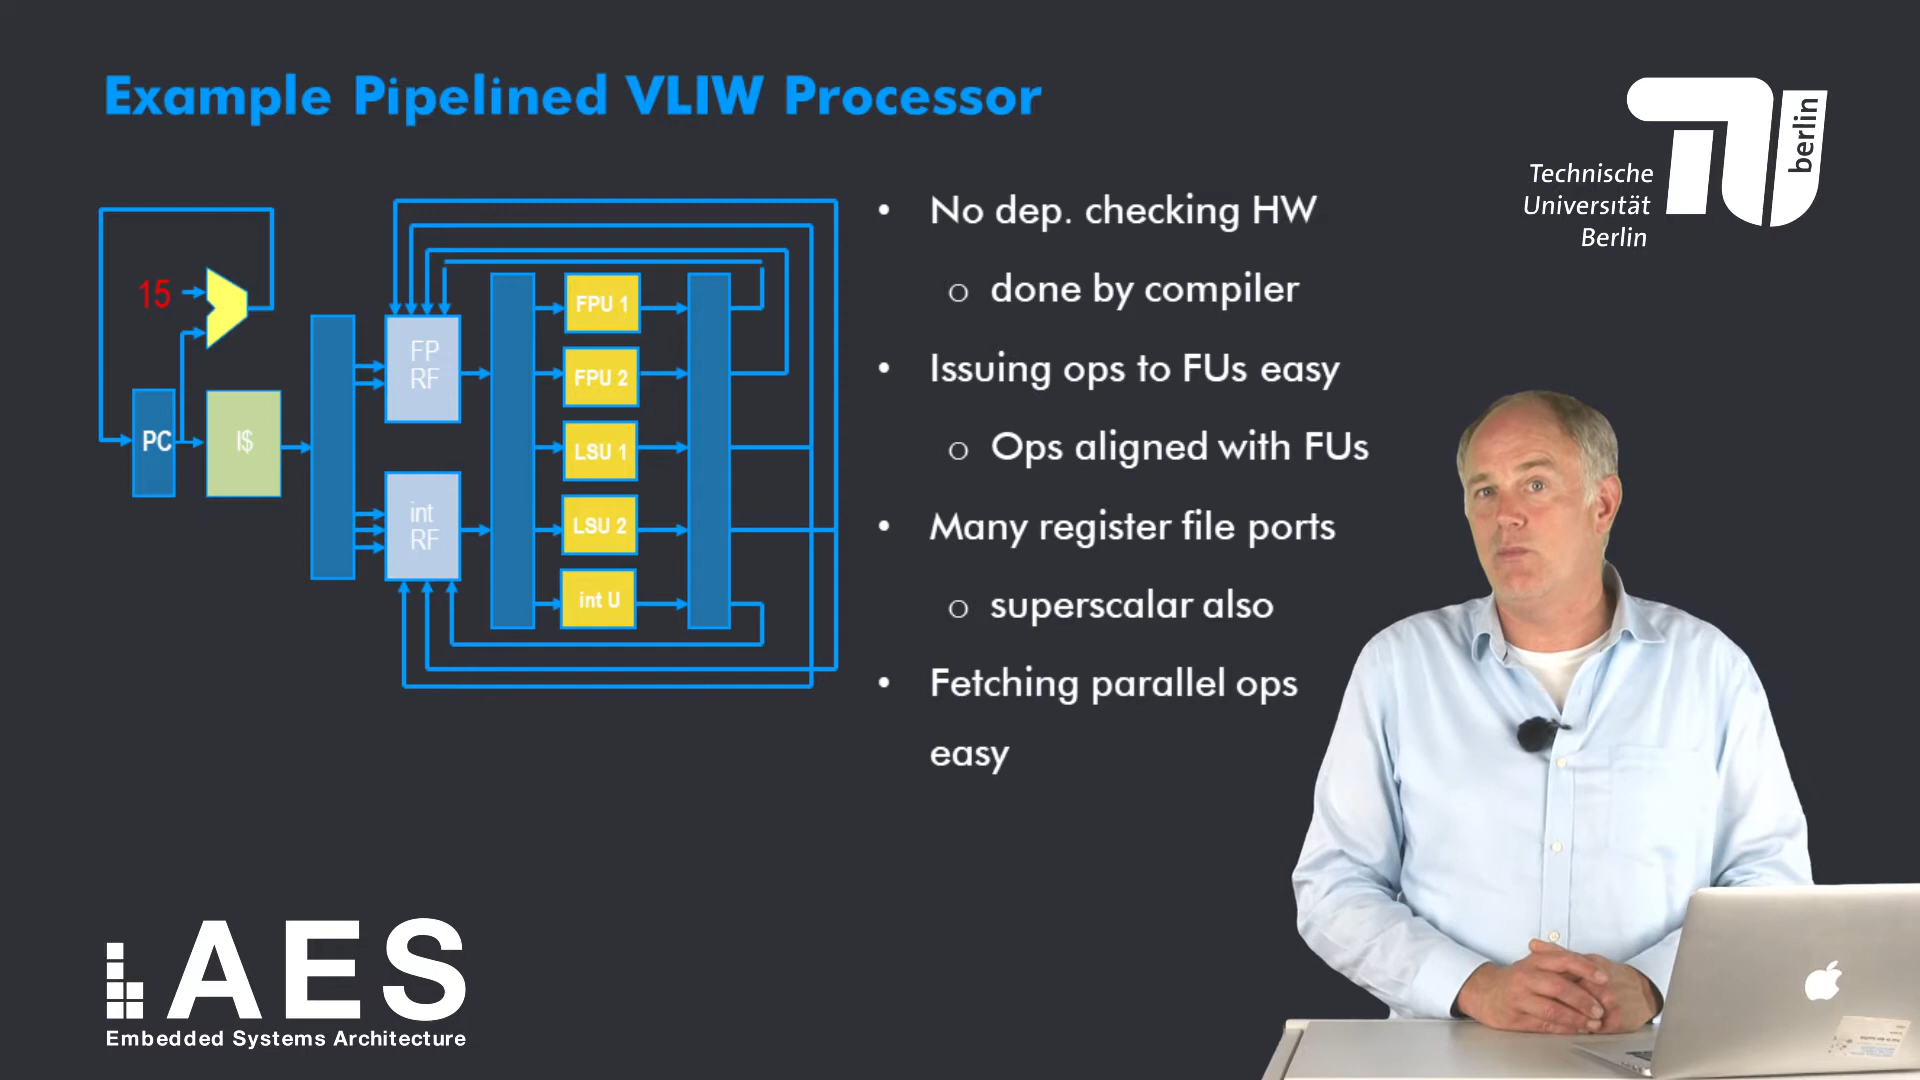 Example Pipelined VLIW Processor
berlin
Technische
Universität
Berlin
15
PC
I$
FP
RF
int
RF
FPU 1
FPU 2
LSU 1
LSU 2
int U
• No dep. checking HW
o done by compiler
• Issuing ops to FUs easy
o Ops aligned with FUs
• Many register file ports
o superscalar also
• Fetching parallel ops
easy
AES
Embedded Systems Architecture